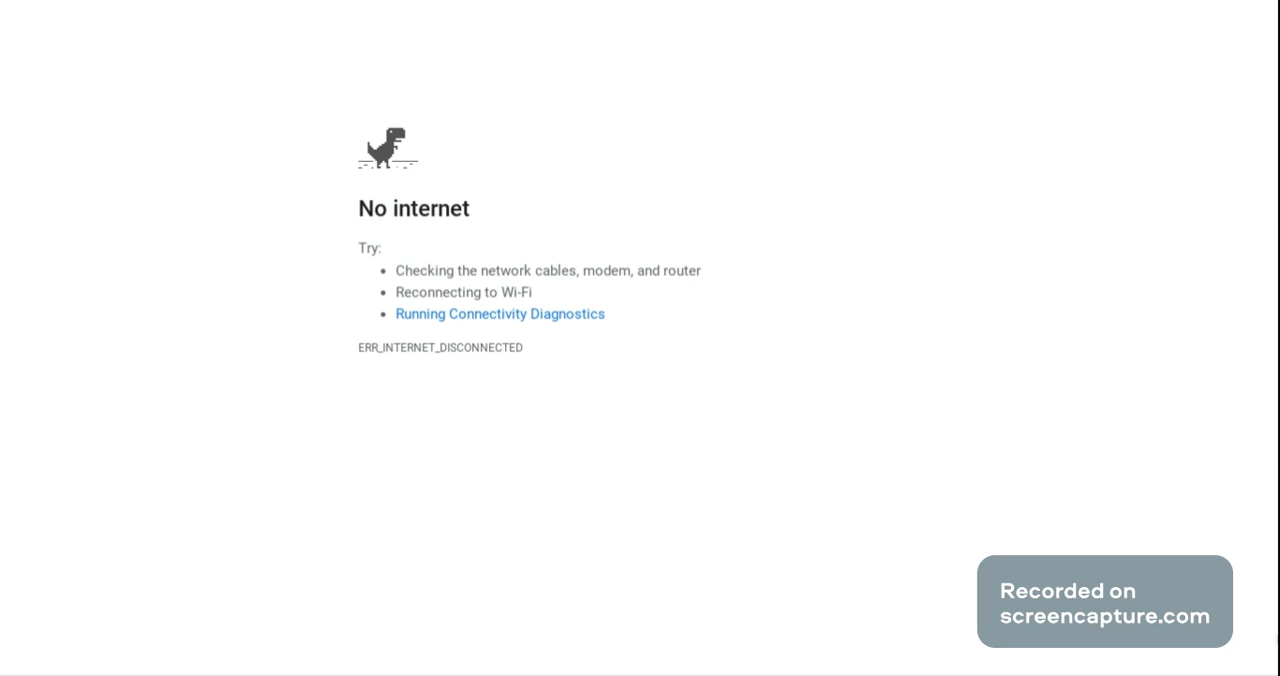 No internet
Try:
• Checking the network cables, modem, and router
• Reconnecting to Wi-Fi
• Running Connectivity Diagnostics
ERR_INTERNET_DISCONNECTED
Recorded on
screencapture.com